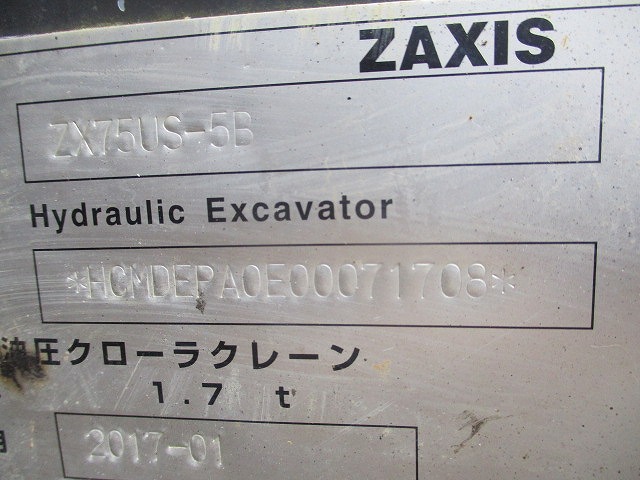 ZAXIS
ZX75US-5B
Hydraulic Excavator
*HCMDEPA0E00071708*
油圧クローラクレーン
1.7 t
2017-01